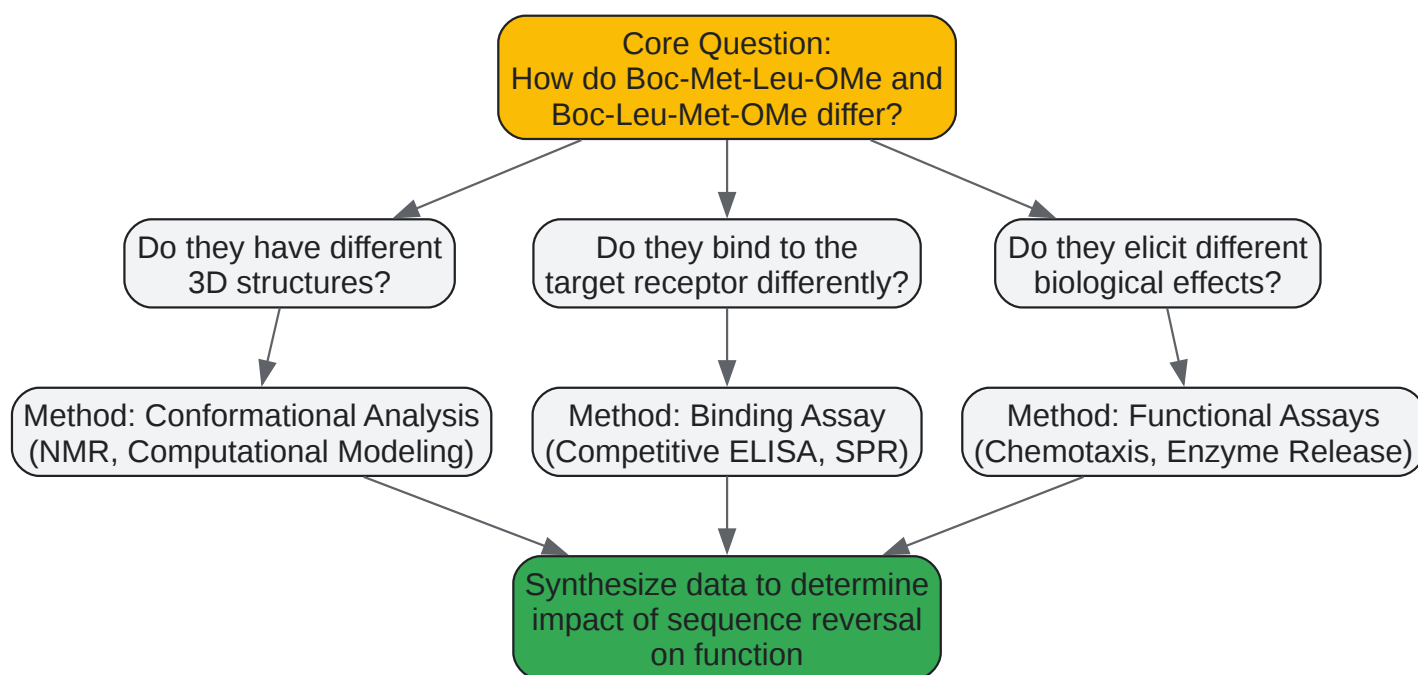 Core Question:
How do Boc-Met-Leu-OMe and
Boc-Leu-Met-OMe differ?
Do they have different
3D structures?
Do they bind to the
target receptor differently?
Do they elicit different
biological effects?
Method: Conformational Analysis
(NMR, Computational Modeling)
Method: Binding Assay
(Competitive ELISA, SPR)
Method: Functional Assays
(Chemotaxis, Enzyme Release)
Synthesize data to determine
impact of sequence reversal
on function